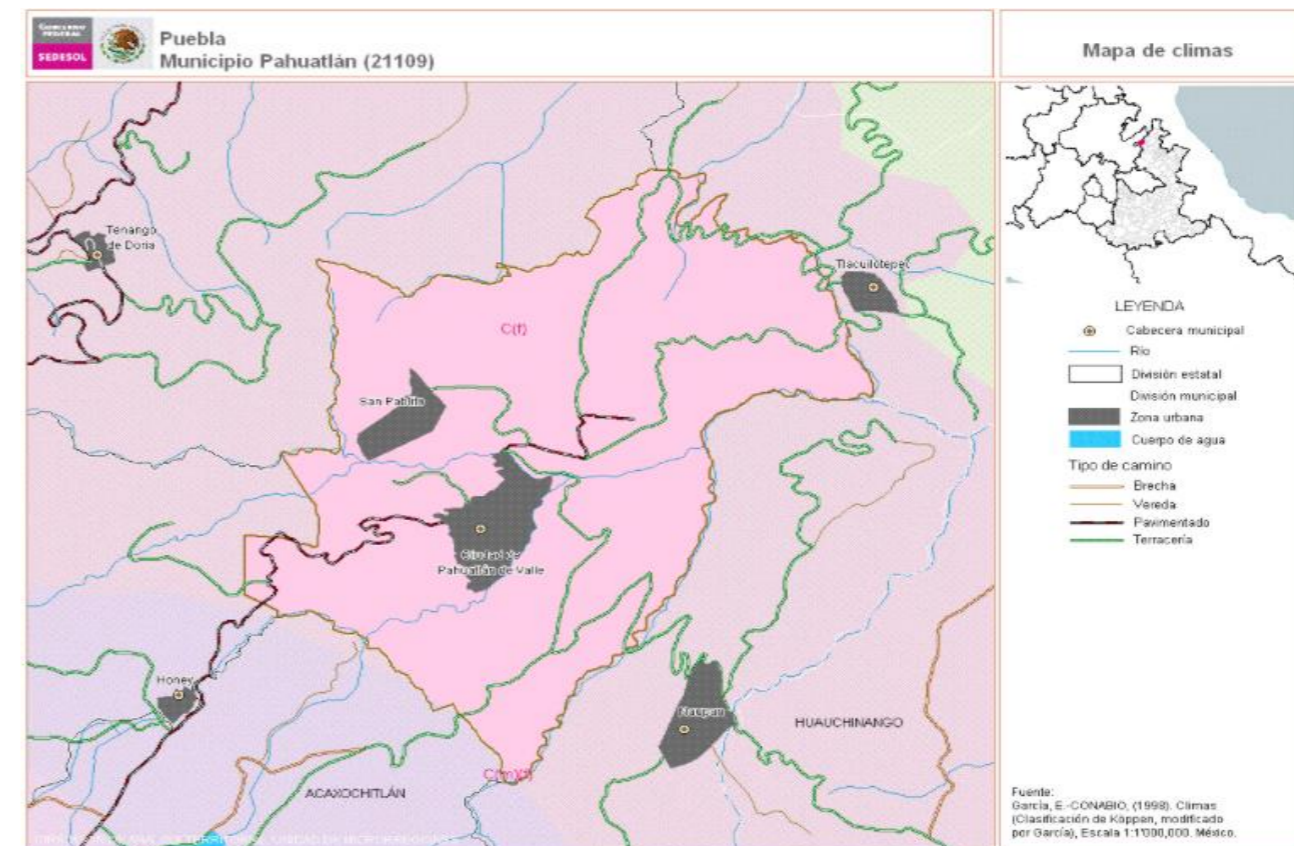 GOBIERNO
FEDERAL
SEDESOL
Puebla
Municipio Pahuatlán (21109)
Mapa de climas
Tenango
de Doria
Tlacuilotepec
C(f)
San Pablito
Ciudad de
Pahuatlán de Valle
Honey
Naupan
HUAUCHINANGO
C(m)(f)
ACAXOCHITLÁN
LEYENDA
Cabecera municipal
Río
División estatal
División municipal
Zona urbana
Cuerpo de agua
Tipo de camino
Brecha
Vereda
Pavimentado
Terracería
Fuente:
García, E.-CONABIO, (1998). Climas
(Clasificación de Köppen, modificado
por García), Escala 1:1'000,000. México.